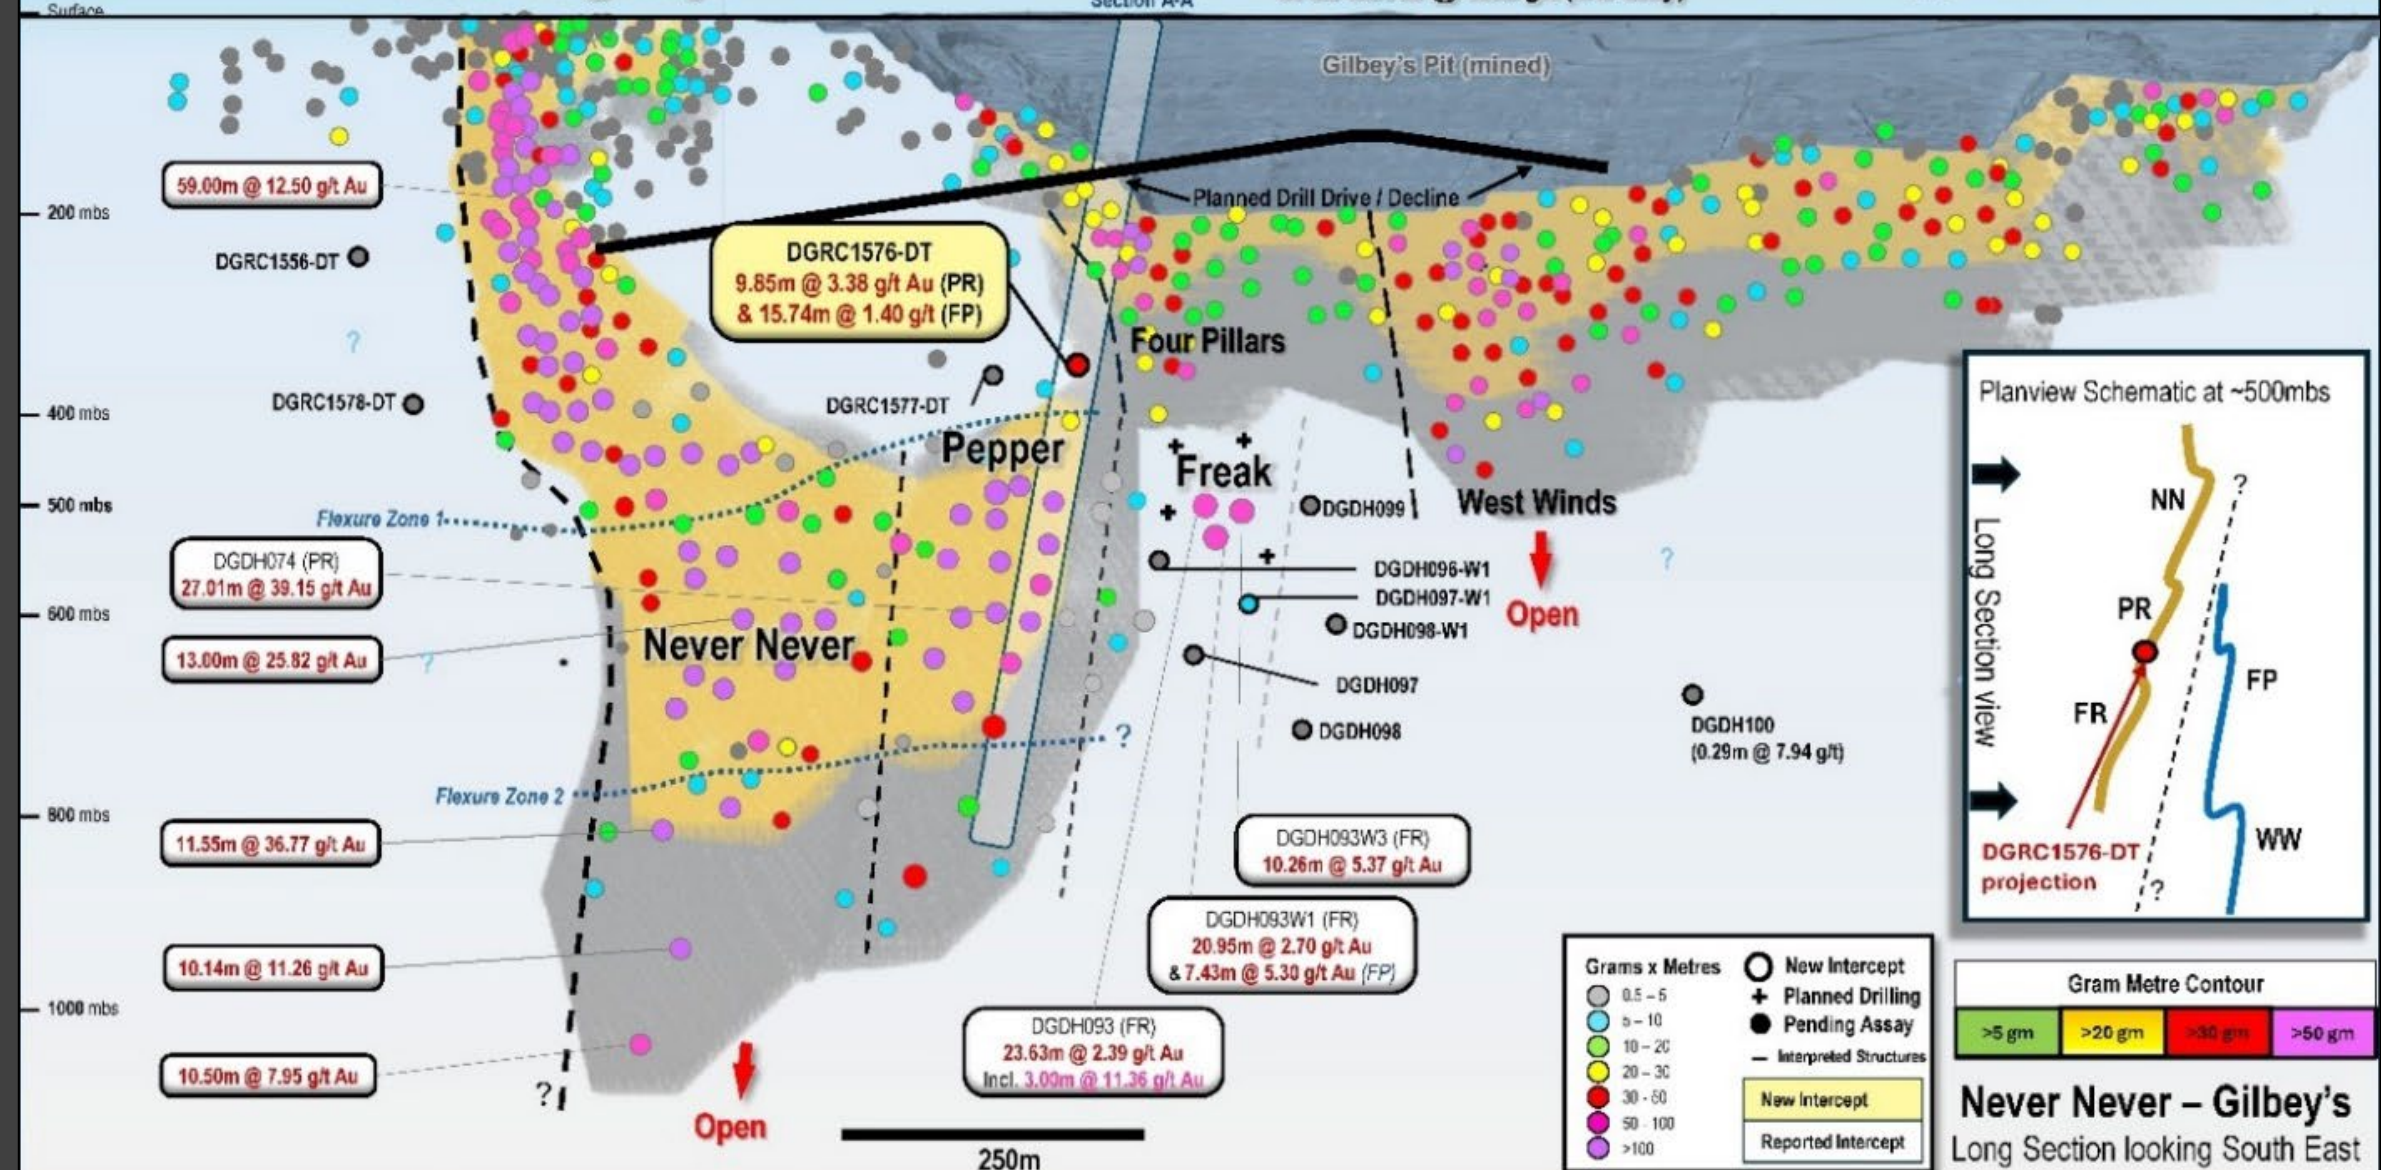 Surface
Section A-A
Gilbey's Pit (mined)
59.00m @ 12.50 g/t Au
200 mbs
Planned Drill Drive / Decline
DGRC1576-DT
9.85m @ 3.38 g/t Au (PR)
& 15.74m @ 1.40 g/t (FP)
DGRC1556-DT
?
Four Pillars
DGRC1578-DT
DGRC1577-DT
400 mbs
Pepper
Freak
500 mbs
Flexure Zone 1
DGDH099
West Winds
DGDH074 (PR)
27.01m @ 39.15 g/t Au
DGDH096-W1
?
DGDH097-W1
Open
600 mbs
DGDH098-W1
Never Never
13.00m @ 25.82 g/t Au
?
DGDH097
DGDH098
?
DGDH100
(0.29m @ 7.94 g/t)
Flexure Zone 2
800 mbs
11.55m @ 36.77 g/t Au
DGDH093W3 (FR)
10.26m @ 5.37 g/t Au
DGDH093W1 (FR)
20.95m @ 2.70 g/t Au
& 7.43m @ 5.30 g/t Au (FP)
10.14m @ 11.26 g/t Au
1000 mbs
DGDH093 (FR)
23.63m @ 2.39 g/t Au
Incl. 3.00m @ 11.36 g/t Au
10.50m @ 7.95 g/t Au
?
Open
250m
Planview Schematic at ~500mbs
Long Section view
NN
?
PR
FR
FP
WW
DGRC1576-DT
projection
?
Grams x Metres
0.5 – 5
5 – 10
10 – 20
20 – 30
30 - 50
50 - 100
>100
New Intercept
Planned Drilling
Pending Assay
Interpreted Structures
New Intercept
Reported Intercept
Gram Metre Contour
>5 gm
>20 gm
>30 gm
>50 gm
Never Never – Gilbey's
Long Section looking South East